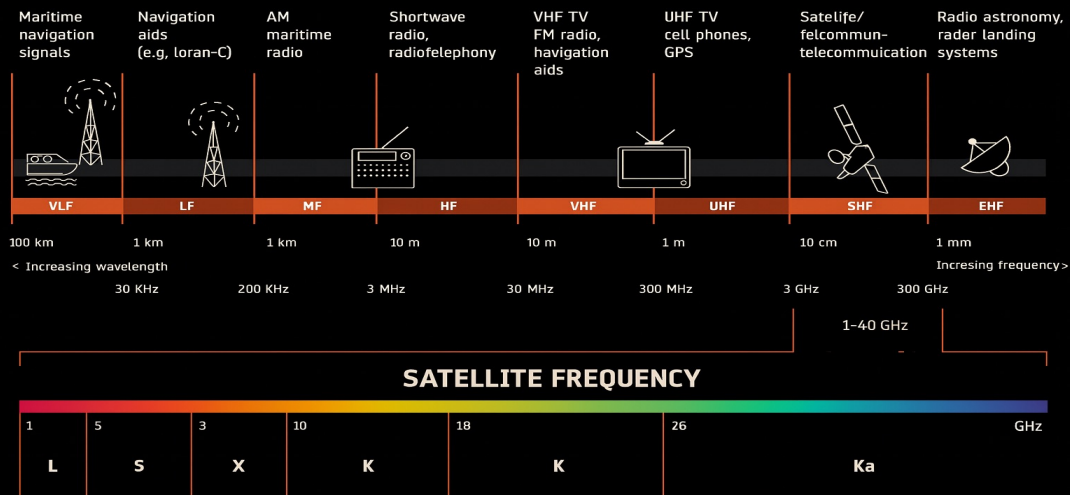 Maritime
navigation
signals
Navigation
aids
(e.g, loran-C)
AM
maritime
radio
Shortwave
radio,
radiofelephony
VHF TV
FM radio,
havigation
aids
UHF TV
cell phones,
GPS
Satelife/
felcommun-
telecommuication
Radio astronomy,
rader landing
systems
VLF LF MF HF VHF UHF SHF EHF
100 km 1 km 1 km 10 m 10 m 1 m 10 cm 1 mm
< Increasing wavelength Incresing frequency>
30 KHz 200 KHz 3 MHz 30 MHz 300 MHz 3 GHz 300 GHz
1-40 GHz
SATELLITE FREQUENCY
1 5 3 10 18 26 GHz
L S X K K Ka